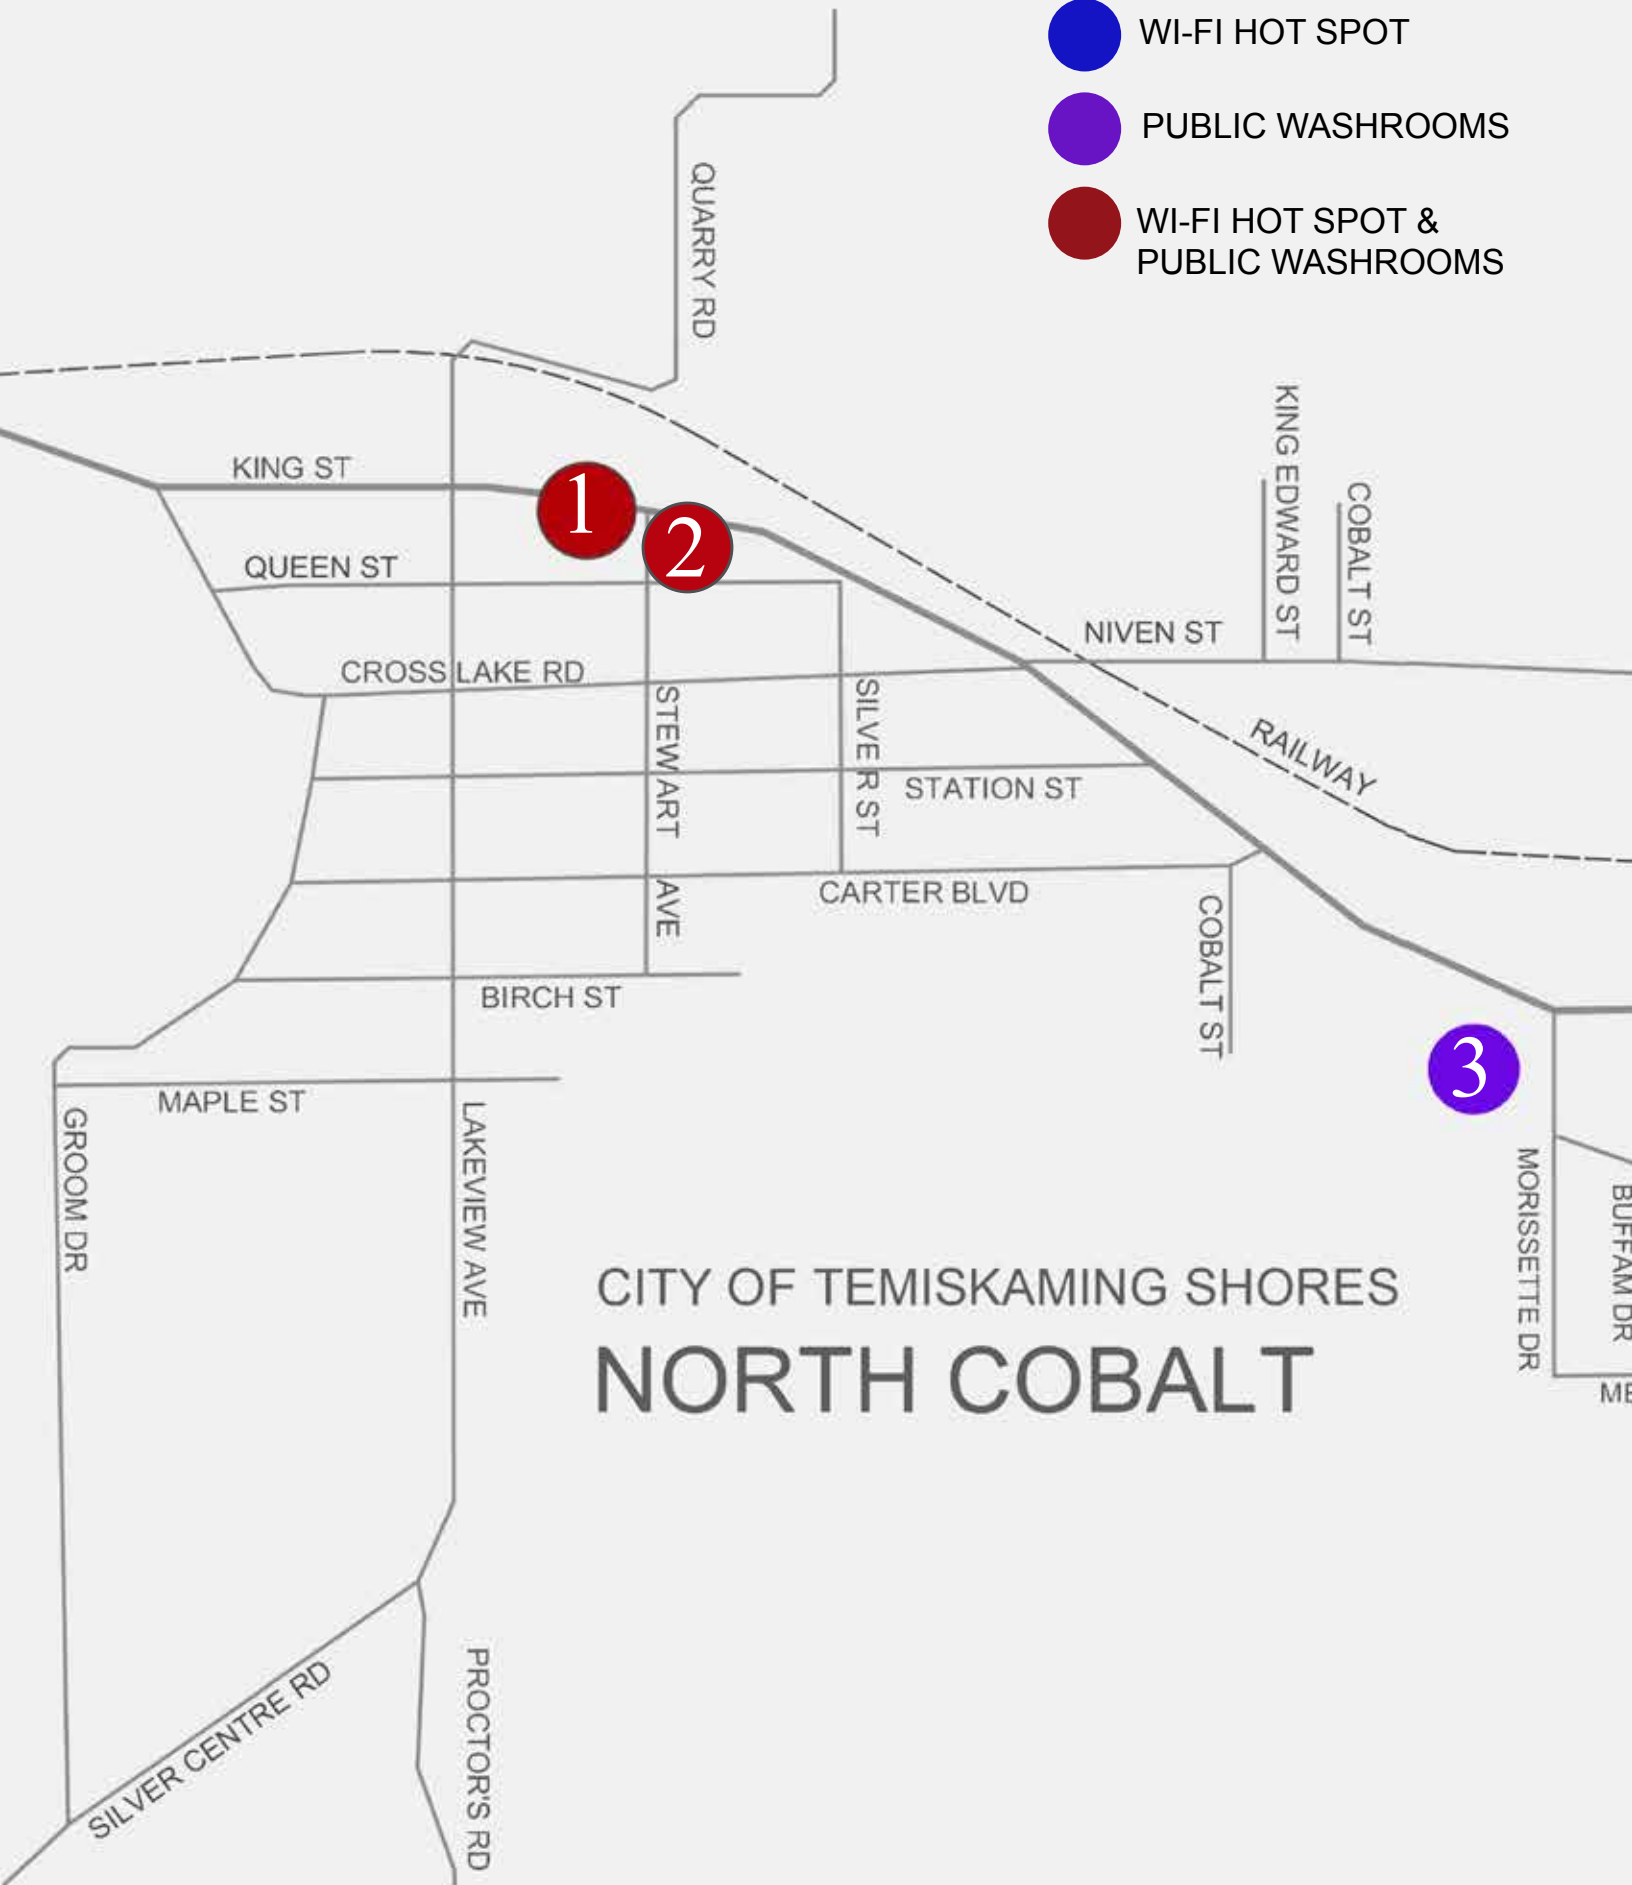 WI-FI HOT SPOT
PUBLIC WASHROOMS
WI-FI HOT SPOT &
PUBLIC WASHROOMS
QUARRY RD
KING EDWARD ST
COBALT ST
KING ST
1
2
QUEEN ST
NIVEN ST
CROSS LAKE RD
STEWART AVE
SILVER ST
RAILWAY
STATION ST
CARTER BLVD
COBALT ST
BIRCH ST
3
MAPLE ST
GROOM DR
LAKEVIEW AVE
MORISSETTE DR
BUFFAM DR
CITY OF TEMISKAMING SHORES
NORTH COBALT
SILVER CENTRE RD
PROCTOR'S RD